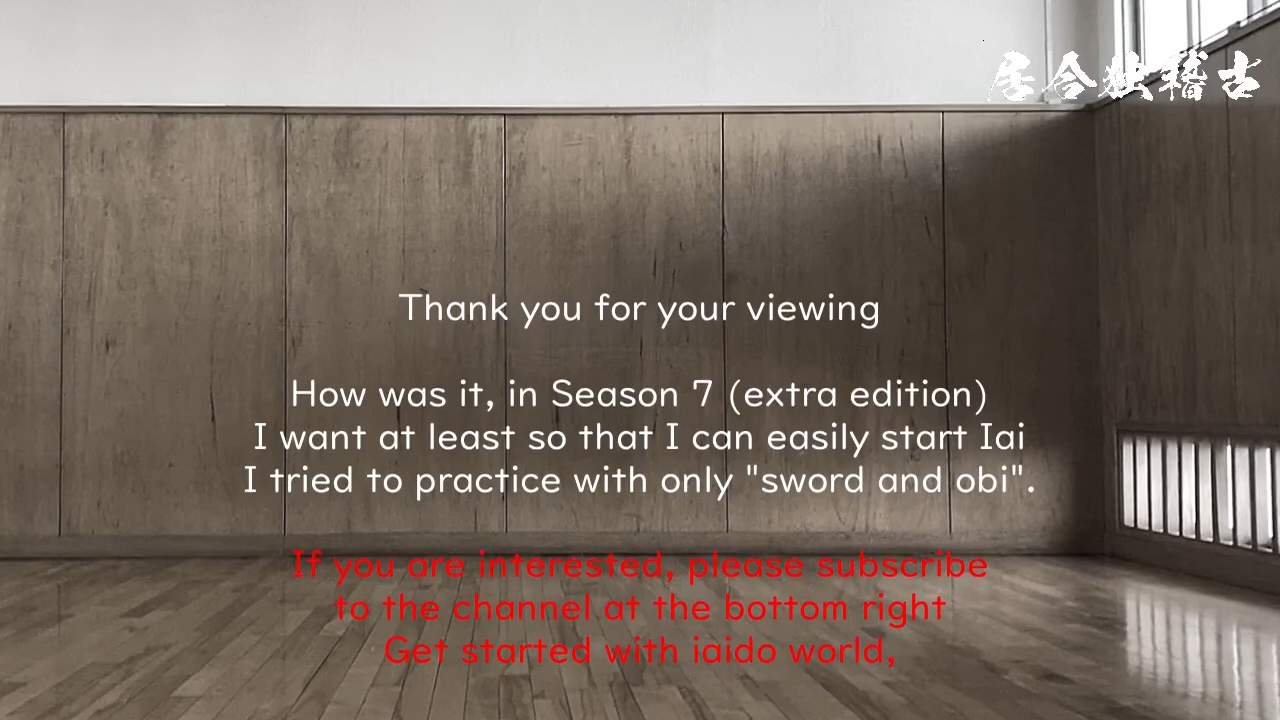 居合独稽古
Thank you for your viewing
How was it, in Season 7 (extra edition)
I want at least so that I can easily start Iai
I tried to practice with only "sword and obi".
If you are interested, please subscribe
to the channel at the bottom right
Get started with iaido world,